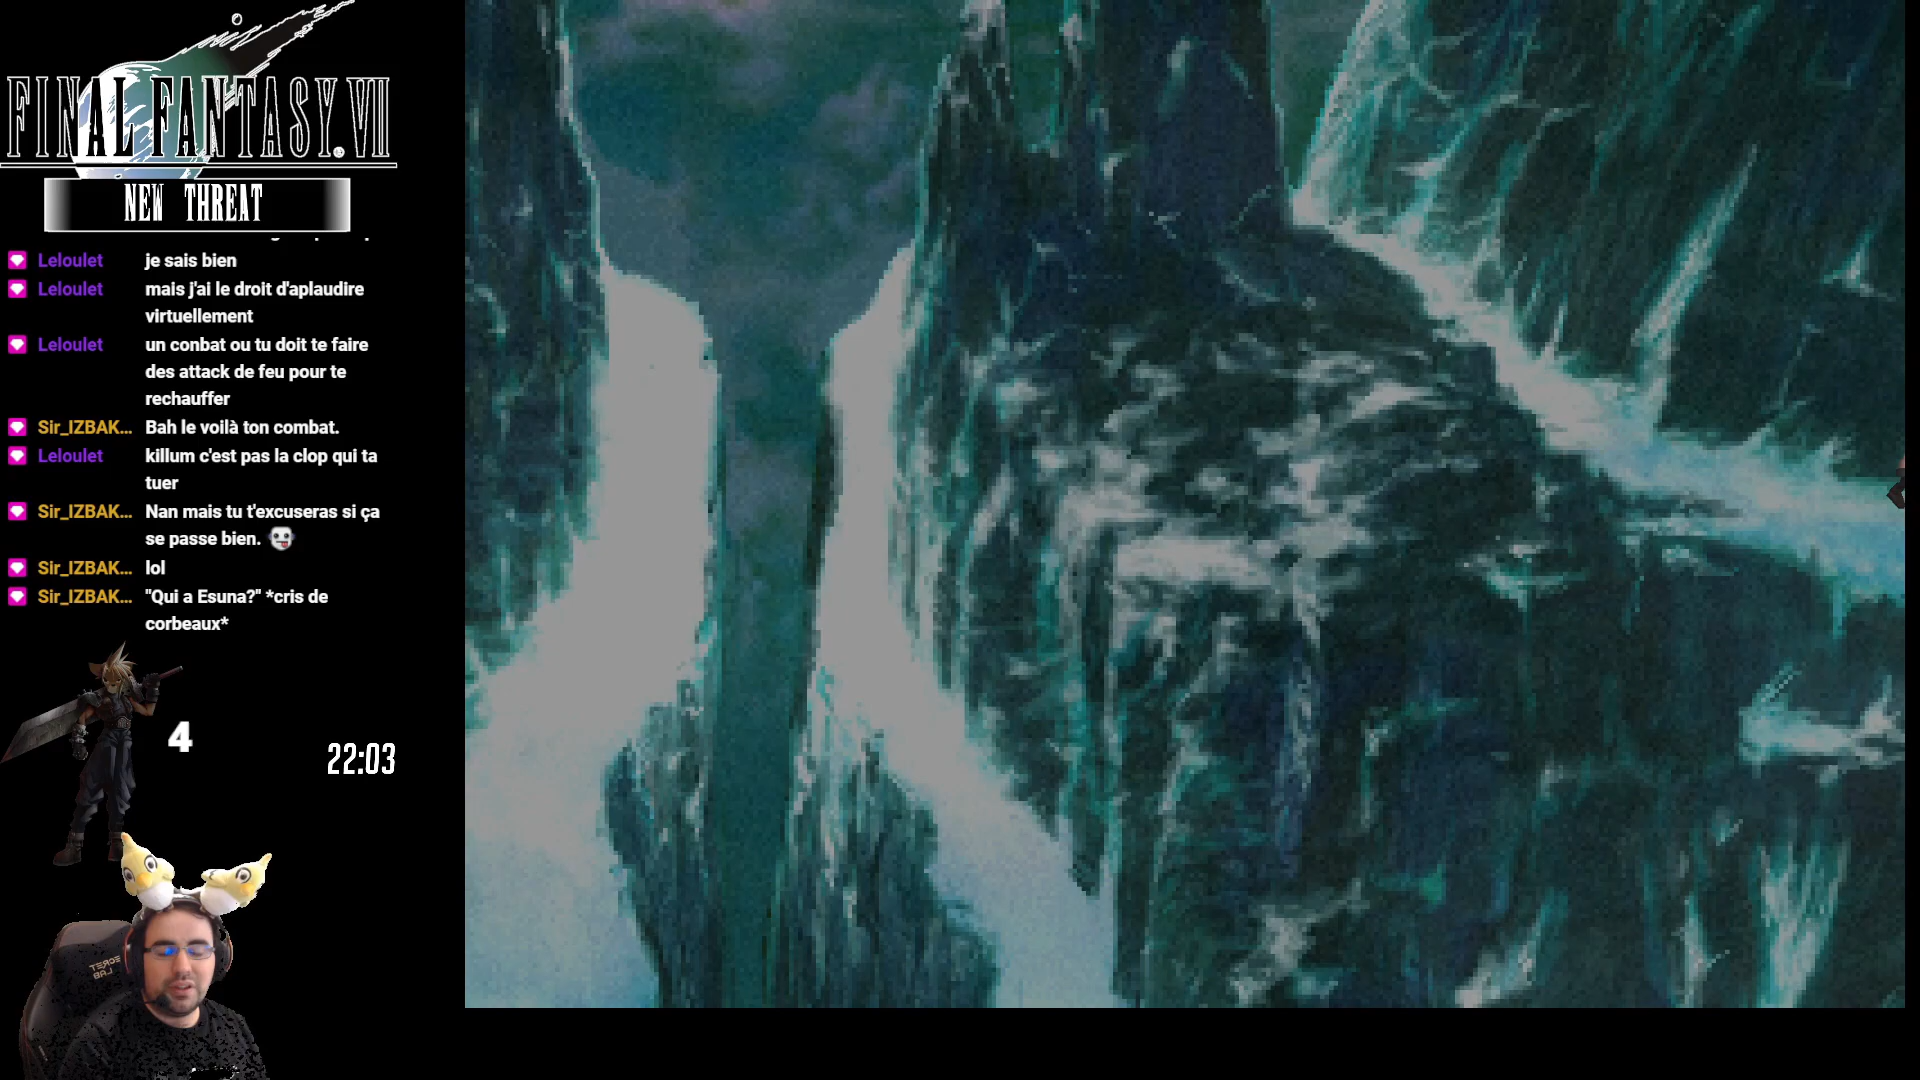 FINAL FANTASY.VII
NEW THREAT
Leloulet je sais bien
Leloulet mais j'ai le droit d'aplaudire
virtuellement
Leloulet un conbat ou tu doit te faire
des attack de feu pour te
rechauffer
Sir_IZBAK... Bah le voilà ton combat.
Leloulet killum c'est pas la clop qui ta
tuer
Sir_IZBAK... Nan mais tu t'excuseras si ça
se passe bien.
Sir_IZBAK... lol
Sir_IZBAK... "Qui a Esuna?" *cris de
corbeaux*
4
22:03
SECRET
LAB